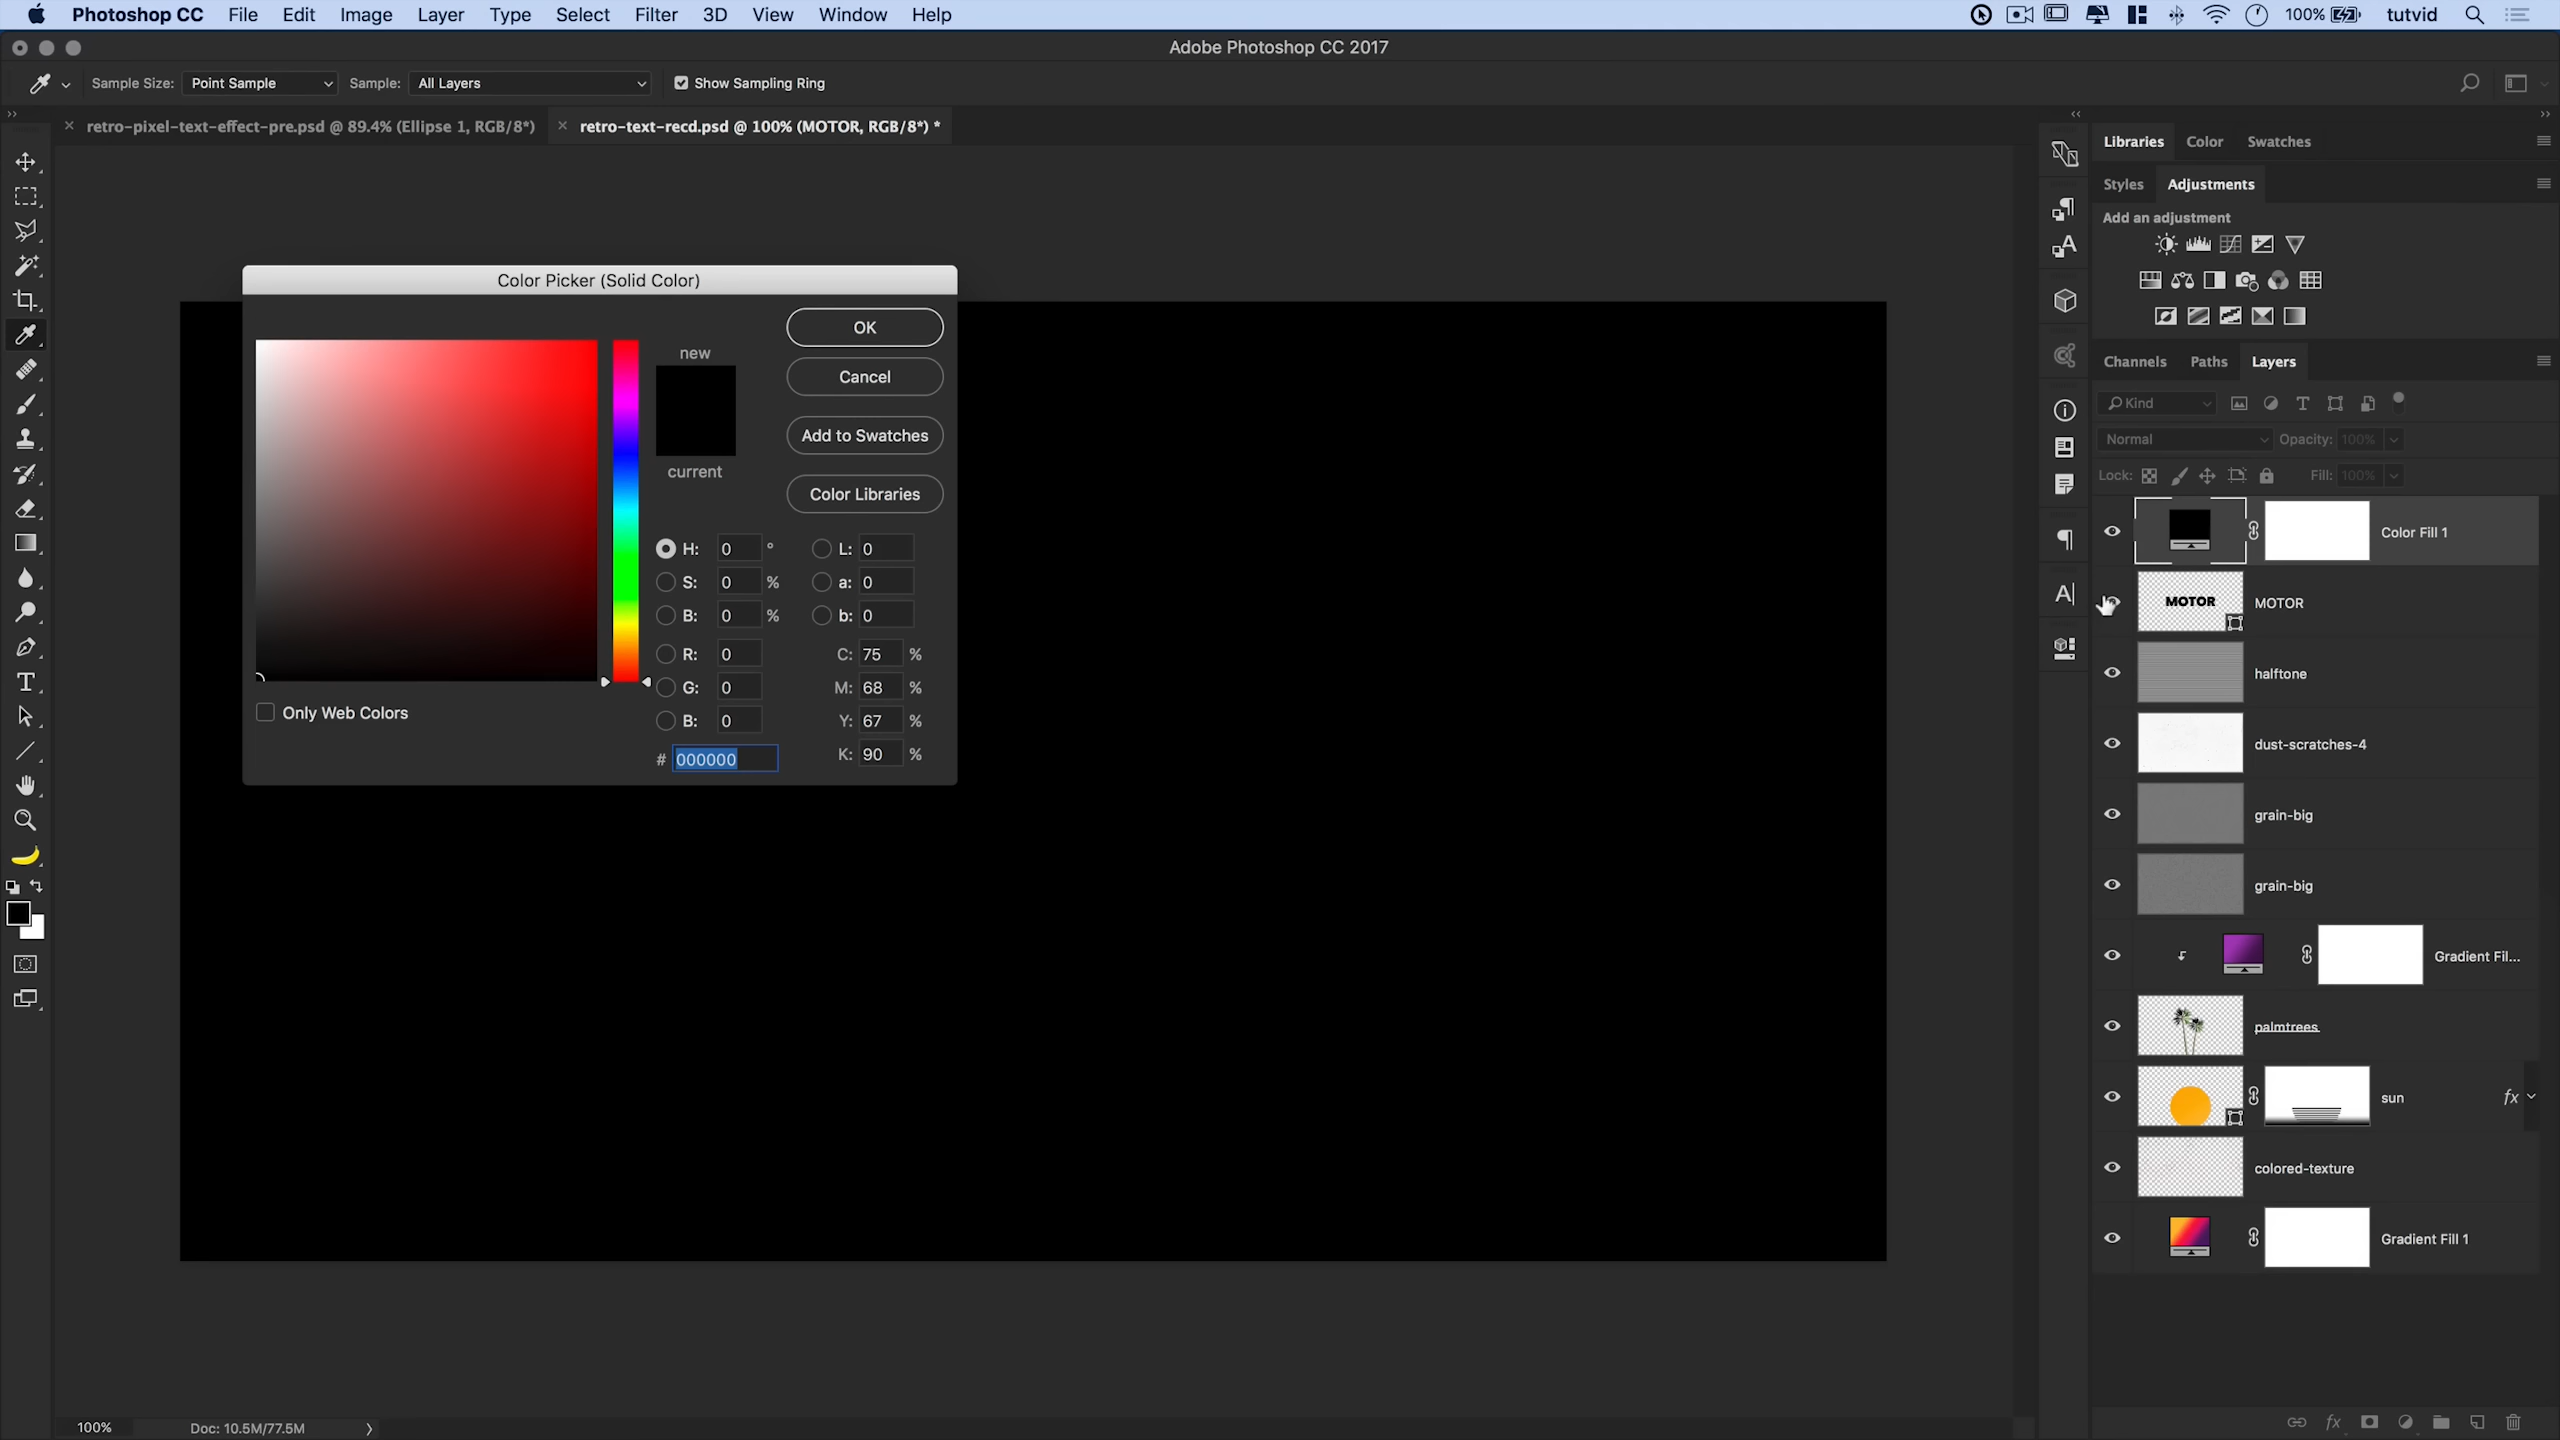 Photoshop CC File Edit Image Layer Type Select Filter 3D View Window Help 100% tutvid
Adobe Photoshop CC 2017
Sample Size: Point Sample Sample: All Layers Show Sampling Ring
retro-pixel-text-effect-pre.psd @ 89.4% (Ellipse 1, RGB/8*) retro-text-recd.psd @ 100% (MOTOR, RGB/8*) *
Libraries Color Swatches
Styles Adjustments
Add an adjustment
Channels Paths Layers
Kind
Normal Opacity: 100%
Lock: Fill: 100%
Color Fill 1
MOTOR MOTOR
halftone
dust-scratches-4
grain-big
grain-big
Gradient Fil...
palmtrees
sun fx
colored-texture
Gradient Fill 1
Color Picker (Solid Color)
OK
new
Cancel
Add to Swatches
current
Color Libraries
H: 0 ° L: 0
S: 0 % a: 0
B: 0 % b: 0
R: 0 C: 75 %
G: 0 M: 68 %
B: 0 Y: 67 %
# 000000 K: 90 %
Only Web Colors
100% Doc: 10.5M/77.5M
fx